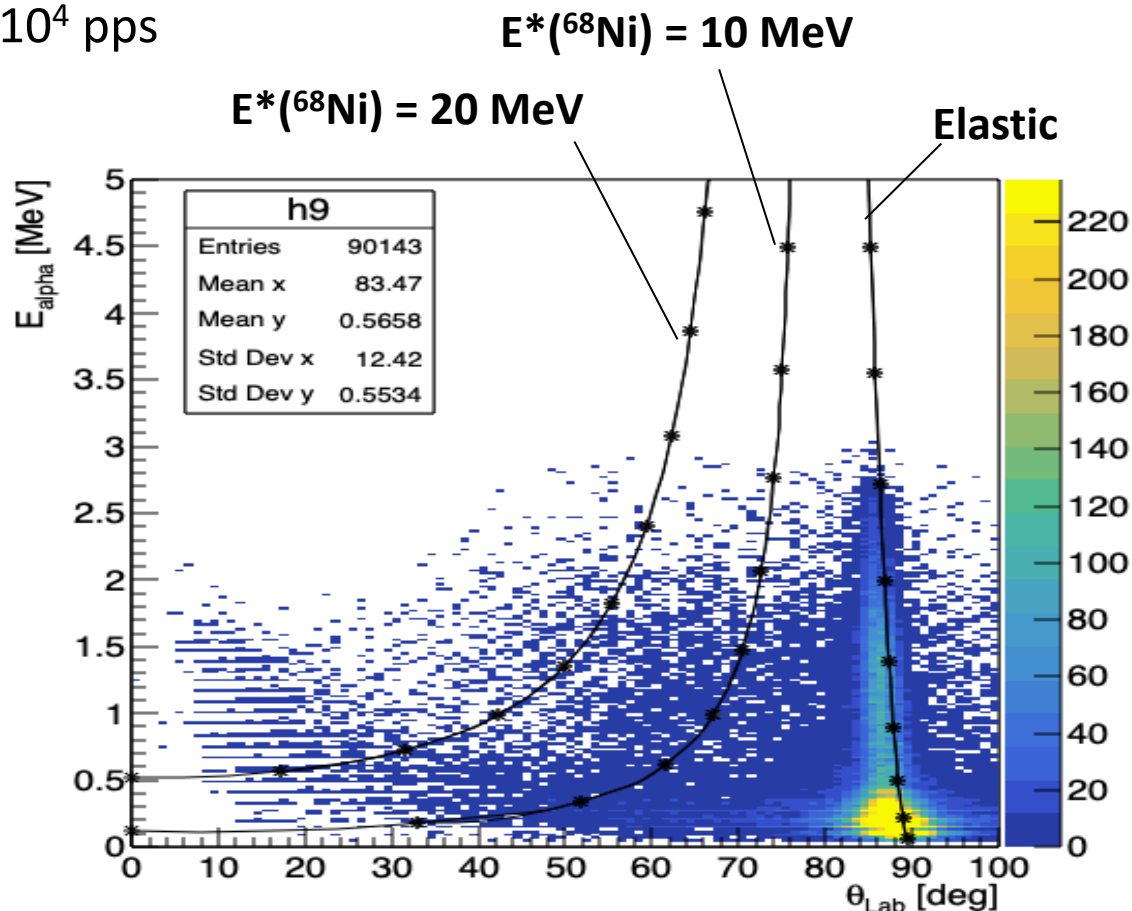 10⁴ pps
E*(⁶⁸Ni) = 10 MeV
E*(⁶⁸Ni) = 20 MeV
Elastic
E_alpha [MeV]
5
4.5
4
3.5
3
2.5
2
1.5
1
0.5
0
h9
Entries 90143
Mean x 83.47
Mean y 0.5658
Std Dev x 12.42
Std Dev y 0.5534
220
200
180
160
140
120
100
80
60
40
20
0
0 10 20 30 40 50 60 70 80 90 100
θ_Lab [deg]